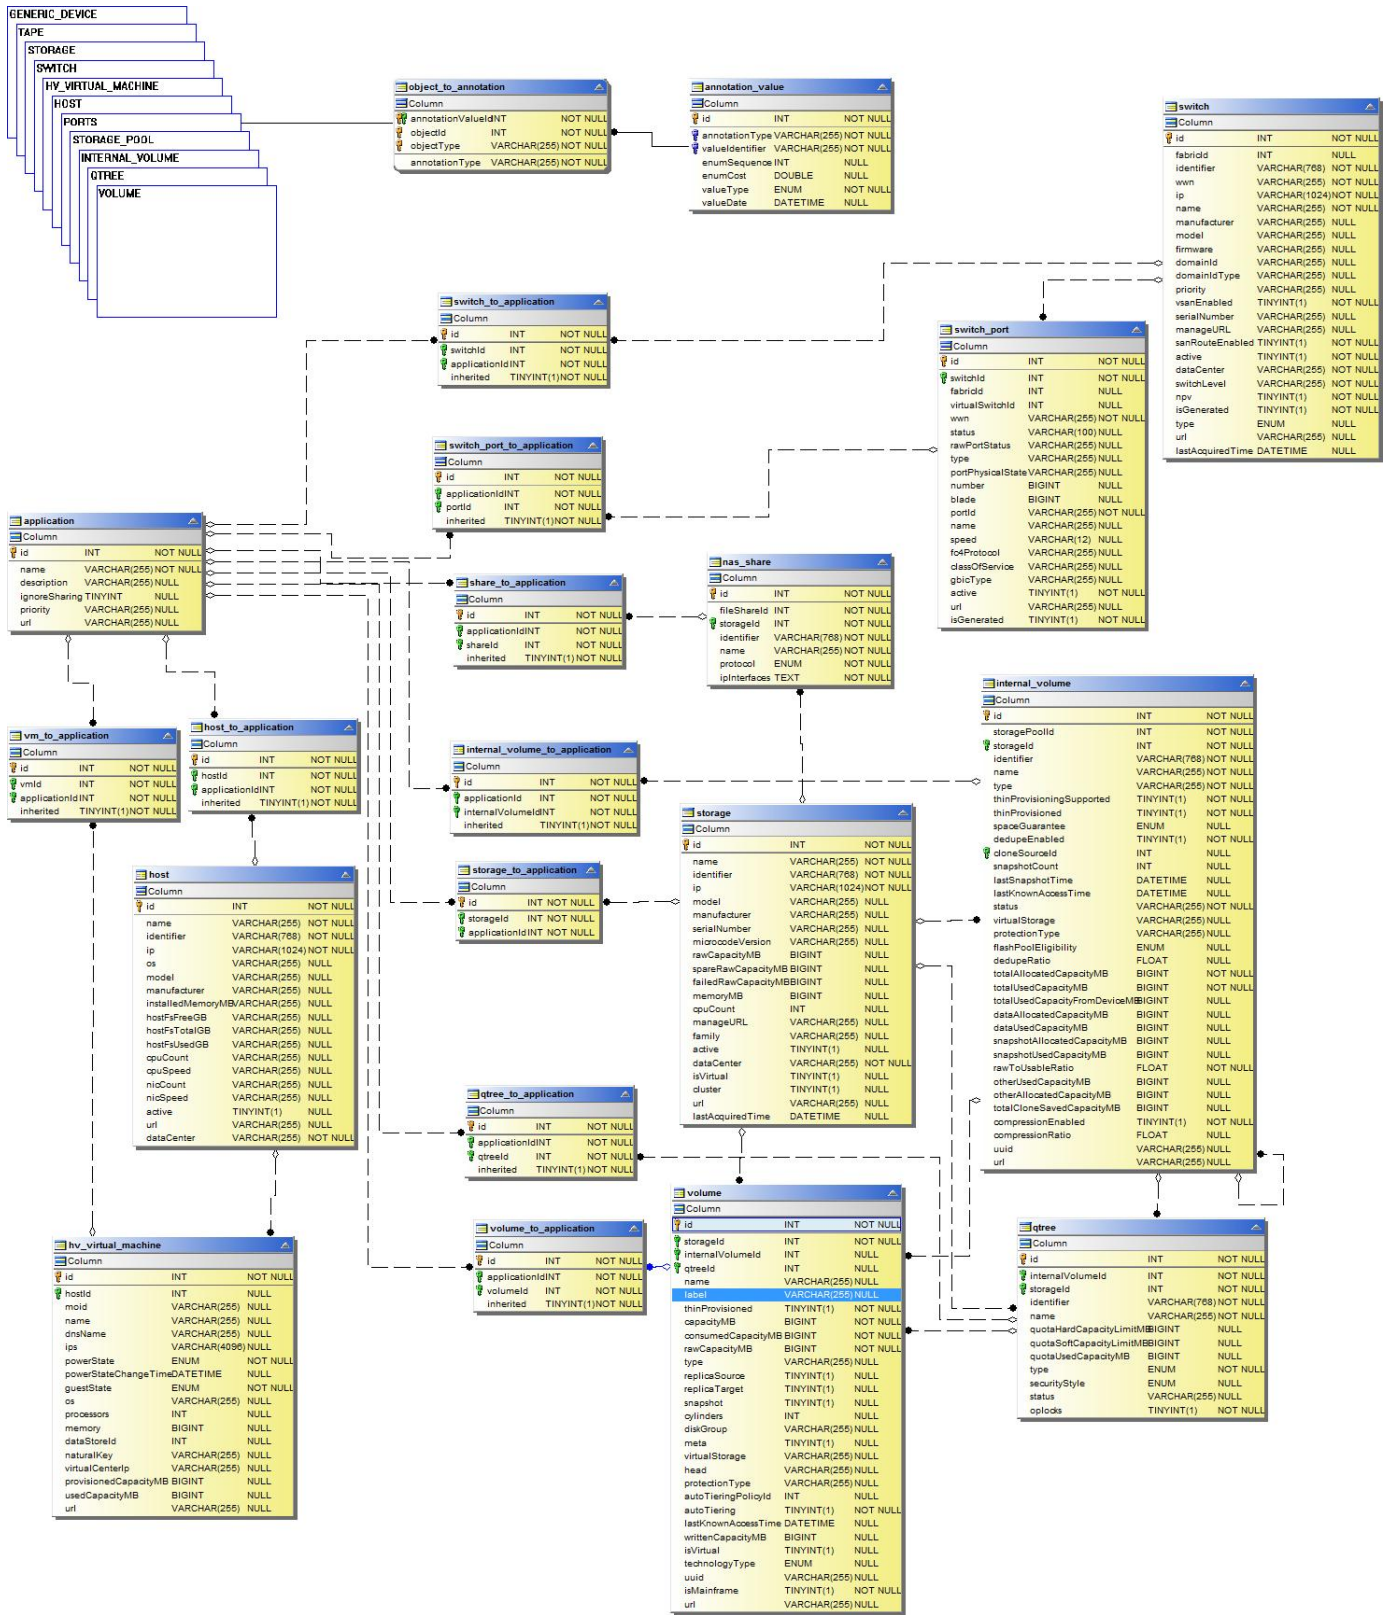 GENERIC_DEVICE
TAPE
STORAGE
SWITCH
HV_VIRTUAL_MACHINE
HOST
PORTS
STORAGE_POOL
INTERNAL_VOLUME
QTREE
VOLUME
object_to_annotation
Column
annotationValueId INT NOT NULL
objectId INT NOT NULL
objectType VARCHAR(255) NOT NULL
annotationType VARCHAR(255) NOT NULL
annotation_value
Column
id INT NOT NULL
annotationType VARCHAR(255) NOT NULL
valueIdentifier VARCHAR(255) NOT NULL
enumSequence INT NULL
enumCost DOUBLE NULL
valueType ENUM NOT NULL
valueDate DATETIME NULL
switch
Column
id INT NOT NULL
fabricId INT NULL
identifier VARCHAR(768) NOT NULL
wwn VARCHAR(255) NOT NULL
ip VARCHAR(1024) NOT NULL
name VARCHAR(255) NOT NULL
manufacturer VARCHAR(255) NULL
model VARCHAR(255) NULL
firmware VARCHAR(255) NULL
domainId VARCHAR(255) NULL
domainIdType VARCHAR(255) NULL
priority VARCHAR(255) NULL
vsanEnabled TINYINT(1) NOT NULL
serialNumber VARCHAR(255) NULL
manageURL VARCHAR(255) NULL
sanRouteEnabled TINYINT(1) NOT NULL
active TINYINT(1) NOT NULL
dataCenter VARCHAR(255) NOT NULL
switchLevel VARCHAR(255) NULL
npv TINYINT(1) NOT NULL
isGenerated TINYINT(1) NOT NULL
type ENUM NULL
url VARCHAR(255) NULL
lastAcquiredTime DATETIME NULL
switch_to_application
Column
id INT NOT NULL
switchId INT NOT NULL
applicationId INT NOT NULL
inherited TINYINT(1) NOT NULL
switch_port
Column
id INT NOT NULL
switchId INT NOT NULL
fabricId INT NULL
virtualSwitchId INT NULL
wwn VARCHAR(255) NOT NULL
status VARCHAR(100) NULL
rawPortStatus VARCHAR(255) NULL
type VARCHAR(255) NULL
portPhysicalState VARCHAR(255) NULL
number BIGINT NULL
blade BIGINT NULL
portId VARCHAR(255) NOT NULL
name VARCHAR(255) NULL
speed VARCHAR(12) NULL
fc4Protocol VARCHAR(255) NULL
classOfService VARCHAR(255) NULL
gbicType VARCHAR(255) NULL
active TINYINT(1) NOT NULL
url VARCHAR(255) NULL
isGenerated TINYINT(1) NOT NULL
switch_port_to_application
Column
id INT NOT NULL
applicationId INT NOT NULL
portId INT NOT NULL
inherited TINYINT(1) NOT NULL
application
Column
id INT NOT NULL
name VARCHAR(255) NOT NULL
description VARCHAR(255) NULL
ignoreSharing TINYINT NULL
priority VARCHAR(255) NULL
url VARCHAR(255) NULL
share_to_application
Column
id INT NOT NULL
applicationId INT NOT NULL
shareId INT NOT NULL
inherited TINYINT(1) NOT NULL
nas_share
Column
id INT NOT NULL
fileShareId INT NOT NULL
storageId INT NOT NULL
identifier VARCHAR(768) NOT NULL
name VARCHAR(255) NOT NULL
protocol ENUM NOT NULL
ipInterfaces TEXT NOT NULL
vm_to_application
Column
id INT NOT NULL
vmId INT NOT NULL
applicationId INT NOT NULL
inherited TINYINT(1) NOT NULL
host_to_application
Column
id INT NOT NULL
hostId INT NOT NULL
applicationId INT NOT NULL
inherited TINYINT(1) NOT NULL
internal_volume_to_application
Column
id INT NOT NULL
applicationId INT NOT NULL
internalVolumeId INT NOT NULL
inherited TINYINT(1) NOT NULL
internal_volume
Column
id INT NOT NULL
storagePoolId INT NOT NULL
storageId INT NOT NULL
identifier VARCHAR(768) NOT NULL
name VARCHAR(255) NOT NULL
type VARCHAR(255) NOT NULL
thinProvisioningSupported TINYINT(1) NOT NULL
thinProvisioned TINYINT(1) NOT NULL
spaceGuarantee ENUM NULL
dedupeEnabled TINYINT(1) NOT NULL
cloneSourceId INT NULL
snapshotCount INT NULL
lastSnapshotTime DATETIME NULL
lastKnownAccessTime DATETIME NULL
status VARCHAR(255) NOT NULL
virtualStorage VARCHAR(255) NULL
protectionType VARCHAR(255) NULL
flashPoolEligibility ENUM NULL
dedupeRatio FLOAT NULL
totalAllocatedCapacityMB BIGINT NOT NULL
totalUsedCapacityMB BIGINT NOT NULL
totalUsedCapacityFromDeviceMB BIGINT NULL
dataAllocatedCapacityMB BIGINT NULL
dataUsedCapacityMB BIGINT NULL
snapshotAllocatedCapacityMB BIGINT NULL
snapshotUsedCapacityMB BIGINT NULL
rawToUsableRatio FLOAT NOT NULL
otherUsedCapacityMB BIGINT NULL
otherAllocatedCapacityMB BIGINT NULL
totalCloneSavedCapacityMB BIGINT NULL
compressionEnabled TINYINT(1) NOT NULL
compressionRatio FLOAT NULL
uuid VARCHAR(255) NULL
url VARCHAR(255) NULL
storage
Column
id INT NOT NULL
name VARCHAR(255) NOT NULL
identifier VARCHAR(768) NOT NULL
ip VARCHAR(1024) NOT NULL
model VARCHAR(255) NULL
manufacturer VARCHAR(255) NULL
serialNumber VARCHAR(255) NULL
microcodeVersion VARCHAR(255) NULL
rawCapacityMB BIGINT NULL
spareRawCapacityMB BIGINT NULL
failedRawCapacityMB BIGINT NULL
memoryMB BIGINT NULL
cpuCount INT NULL
manageURL VARCHAR(255) NULL
family VARCHAR(255) NULL
active TINYINT(1) NULL
dataCenter VARCHAR(255) NOT NULL
isVirtual TINYINT(1) NULL
cluster TINYINT(1) NULL
url VARCHAR(255) NULL
lastAcquiredTime DATETIME NULL
storage_to_application
Column
id INT NOT NULL
storageId INT NOT NULL
applicationId INT NOT NULL
host
Column
id INT NOT NULL
name VARCHAR(255) NOT NULL
identifier VARCHAR(768) NOT NULL
ip VARCHAR(1024) NOT NULL
os VARCHAR(255) NULL
model VARCHAR(255) NULL
manufacturer VARCHAR(255) NULL
installedMemoryMB VARCHAR(255) NULL
hostFsFreeGB VARCHAR(255) NULL
hostFsTotalGB VARCHAR(255) NULL
hostFsUsedGB VARCHAR(255) NULL
cpuCount VARCHAR(255) NULL
cpuSpeed VARCHAR(255) NULL
nicCount VARCHAR(255) NULL
nicSpeed VARCHAR(255) NULL
active TINYINT(1) NULL
url VARCHAR(255) NULL
dataCenter VARCHAR(255) NOT NULL
qtree_to_application
Column
id INT NOT NULL
applicationId INT NOT NULL
qtreeId INT NOT NULL
inherited TINYINT(1) NOT NULL
volume_to_application
Column
id INT NOT NULL
applicationId INT NOT NULL
volumeId INT NOT NULL
inherited TINYINT(1) NOT NULL
volume
Column
id INT NOT NULL
storageId INT NOT NULL
internalVolumeId INT NULL
qtreeId INT NULL
name VARCHAR(255) NULL
label VARCHAR(255) NULL
thinProvisioned TINYINT(1) NOT NULL
capacityMB BIGINT NOT NULL
consumedCapacityMB BIGINT NOT NULL
rawCapacityMB BIGINT NOT NULL
type VARCHAR(255) NULL
replicaSource TINYINT(1) NULL
replicaTarget TINYINT(1) NULL
snapshot TINYINT(1) NULL
cylinders INT NULL
diskGroup VARCHAR(255) NULL
meta TINYINT(1) NULL
virtualStorage VARCHAR(255) NULL
head VARCHAR(255) NULL
protectionType VARCHAR(255) NULL
autoTieringPolicyId INT NULL
autoTiering TINYINT(1) NOT NULL
lastKnownAccessTime DATETIME NULL
writtenCapacityMB BIGINT NULL
isVirtual TINYINT(1) NULL
technologyType ENUM NULL
uuid VARCHAR(255) NULL
isMainframe TINYINT(1) NOT NULL
url VARCHAR(255) NULL
qtree
Column
id INT NOT NULL
internalVolumeId INT NOT NULL
storageId INT NOT NULL
identifier VARCHAR(768) NOT NULL
name VARCHAR(255) NOT NULL
quotaHardCapacityLimitMB BIGINT NULL
quotaSoftCapacityLimitMB BIGINT NULL
quotaUsedCapacityMB BIGINT NULL
type ENUM NOT NULL
securityStyle ENUM NULL
status VARCHAR(255) NULL
oplocks TINYINT(1) NOT NULL
hv_virtual_machine
Column
id INT NOT NULL
hostId INT NULL
moid VARCHAR(255) NULL
name VARCHAR(255) NULL
dnsName VARCHAR(255) NULL
ips VARCHAR(4096) NULL
powerState ENUM NOT NULL
powerStateChangeTime DATETIME NULL
guestState ENUM NOT NULL
os VARCHAR(255) NULL
processors INT NULL
memory BIGINT NULL
dataStoreId INT NULL
naturalKey VARCHAR(255) NULL
virtualCenterIp VARCHAR(255) NULL
provisionedCapacityMB BIGINT NULL
usedCapacityMB BIGINT NULL
url VARCHAR(255) NULL